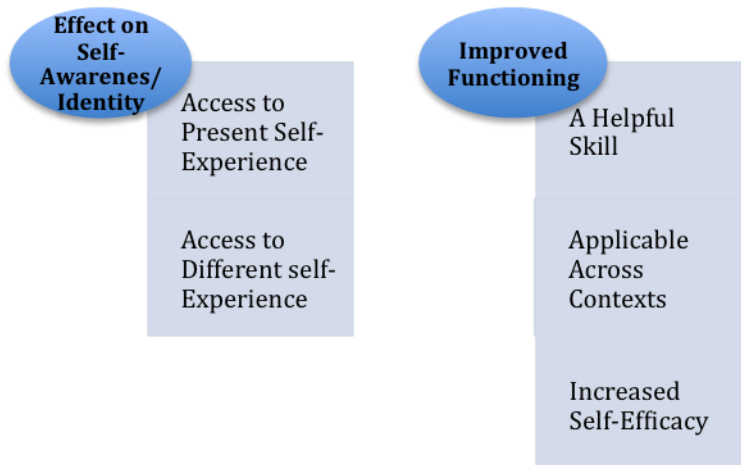 Effect on
Self-
Awarenes/
Identity
Access to
Present Self-
Experience
Access to
Different self-
Experience
Improved
Functioning
A Helpful
Skill
Applicable
Across
Contexts
Increased
Self-Efficacy